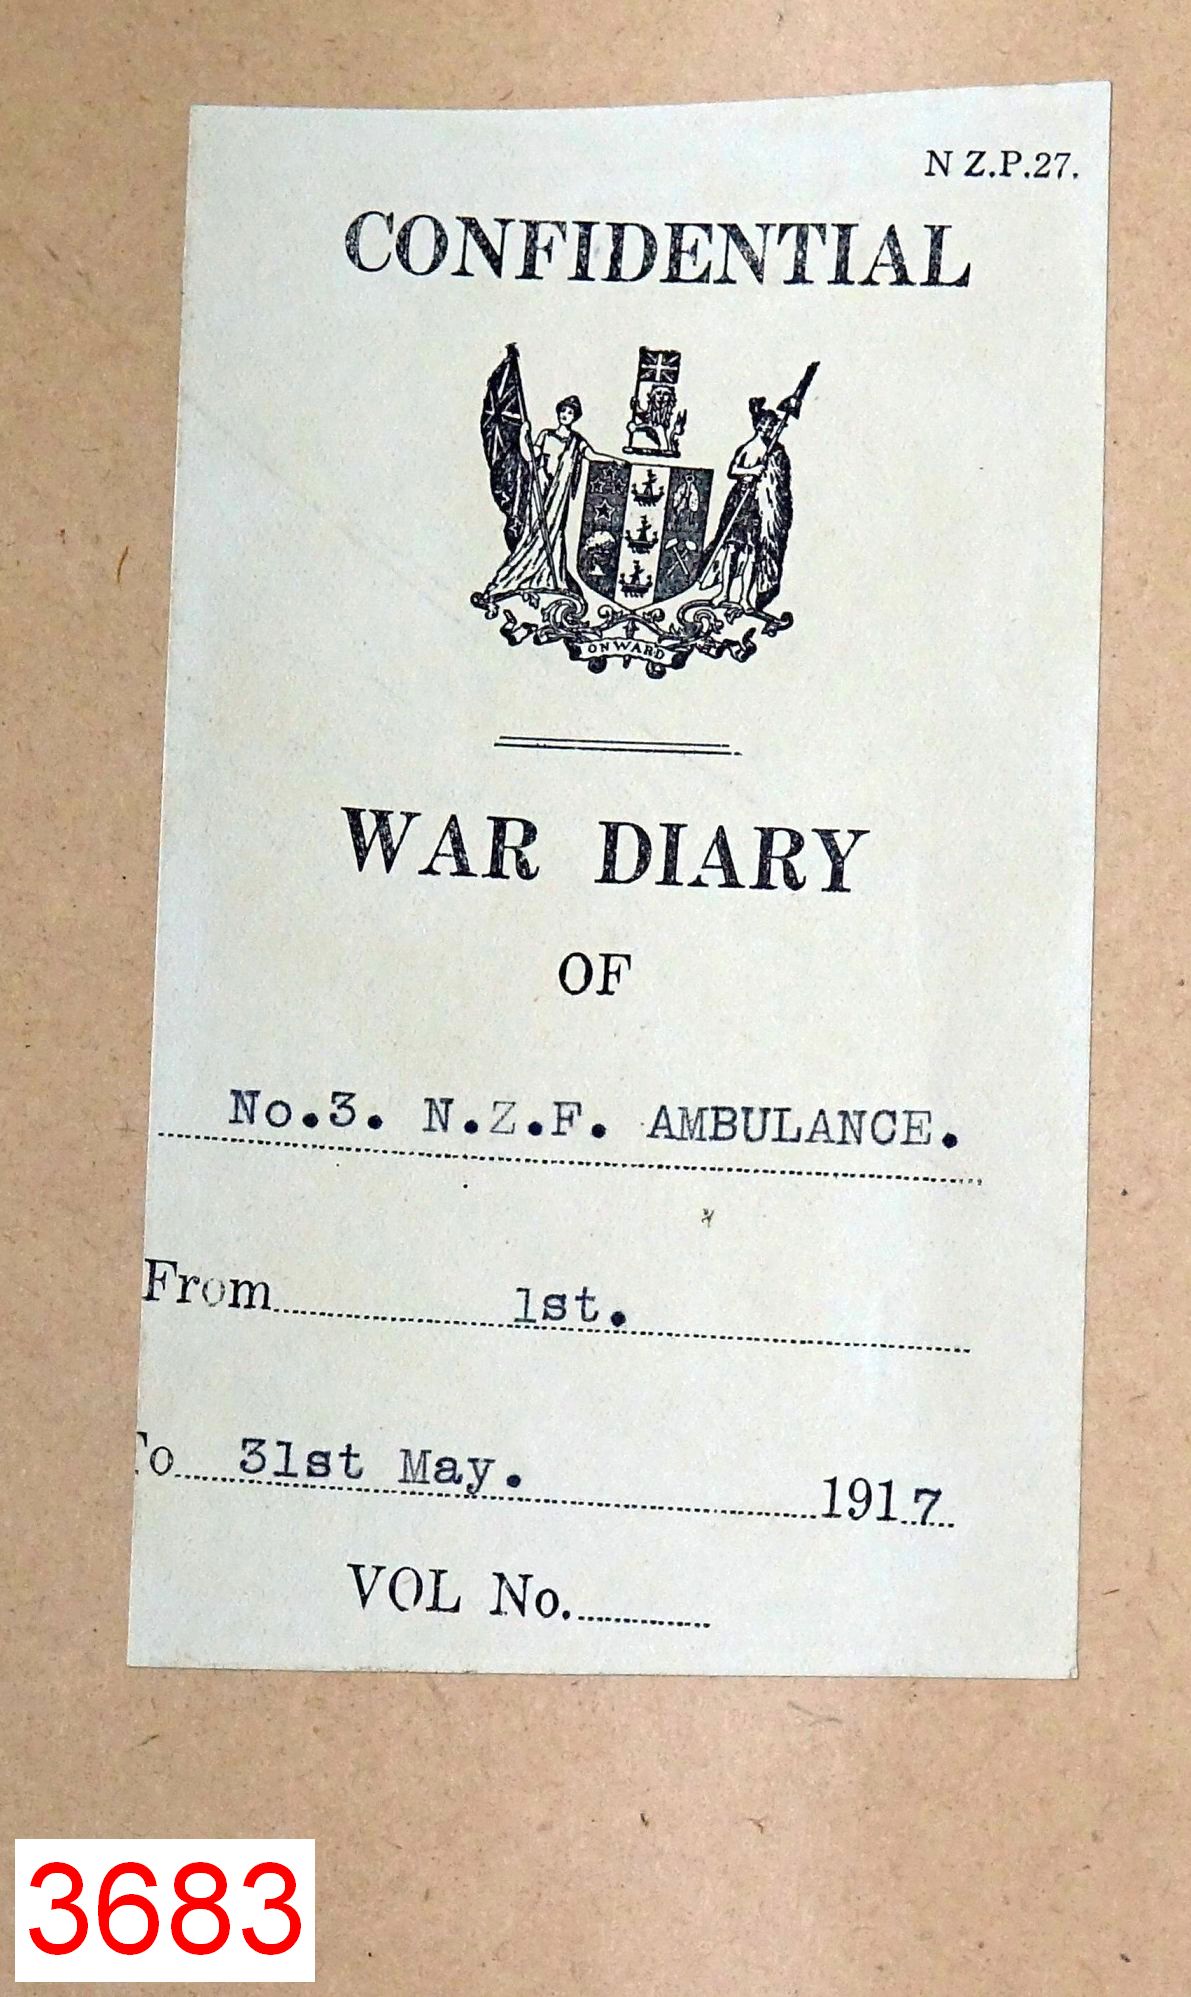 N Z.P.27.
CONFIDENTIAL
ONWARD
WAR DIARY
OF
No.3. N.Z.F. AMBULANCE.
From 1st.
To 31st May. 1917
VOL No.
3683